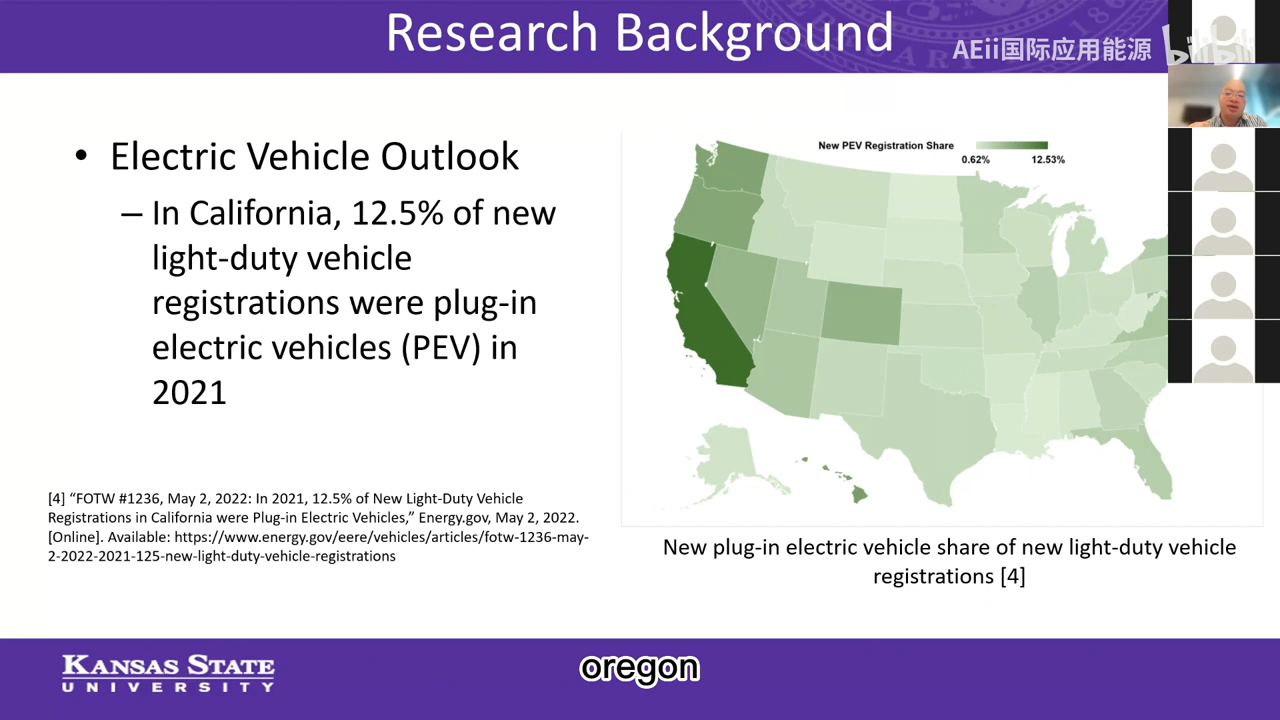 Research Background
AEii国际应用能源
bilibili
• Electric Vehicle Outlook
– In California, 12.5% of new
light-duty vehicle
registrations were plug-in
electric vehicles (PEV) in
2021
New PEV Registration Share
0.62% 12.53%
[4] “FOTW #1236, May 2, 2022: In 2021, 12.5% of New Light-Duty Vehicle
Registrations in California were Plug-in Electric Vehicles,” Energy.gov, May 2, 2022.
[Online]. Available: https://www.energy.gov/eere/vehicles/articles/fotw-1236-may-
2-2022-2021-125-new-light-duty-vehicle-registrations
New plug-in electric vehicle share of new light-duty vehicle
registrations [4]
KANSAS STATE
UNIVERSITY
oregon